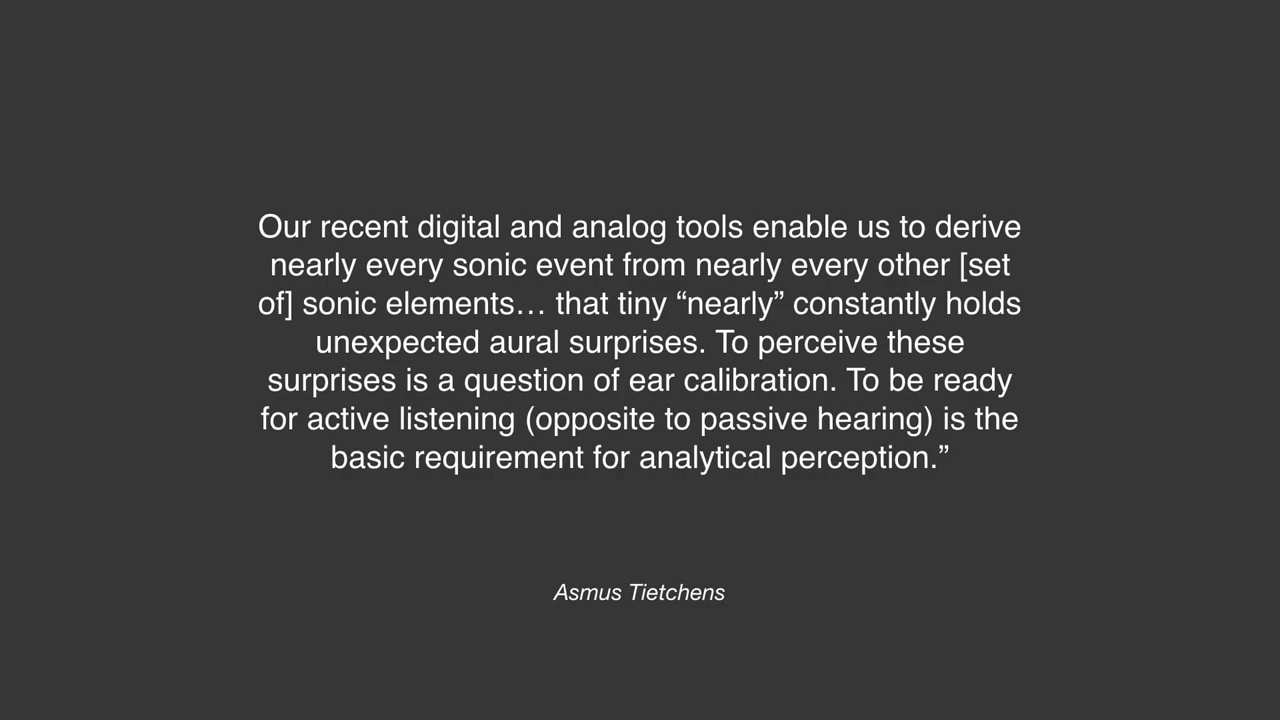 Our recent digital and analog tools enable us to derive
nearly every sonic event from nearly every other [set
of] sonic elements… that tiny “nearly” constantly holds
unexpected aural surprises. To perceive these
surprises is a question of ear calibration. To be ready
for active listening (opposite to passive hearing) is the
basic requirement for analytical perception.”
Asmus Tietchens